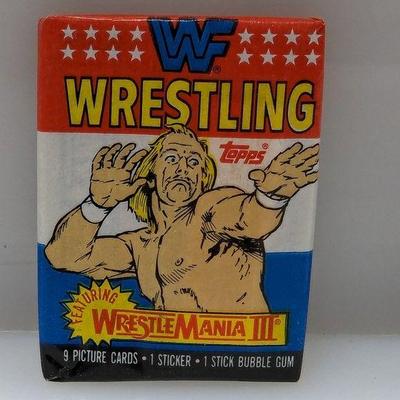 WF®
WRESTLING
topps®
FEATURING
WRESTLEMANIA III®
9 PICTURE CARDS • 1 STICKER • 1 STICK BUBBLE GUM